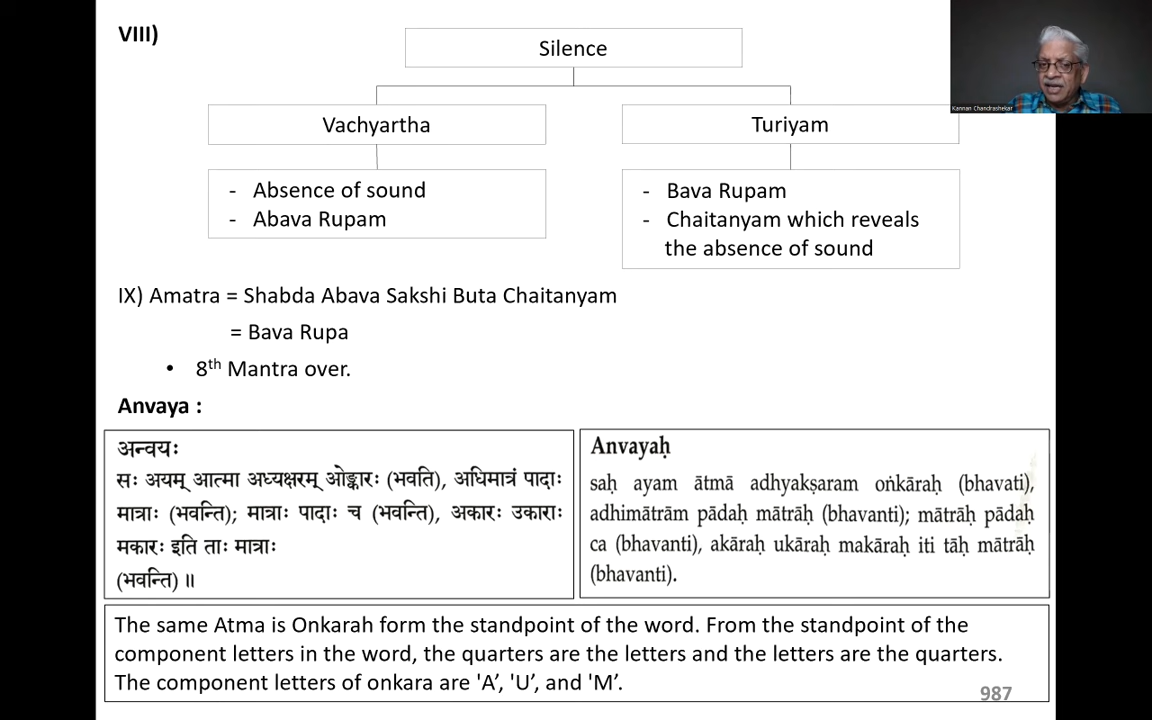 VIII)
Silence
Vachyartha
Turiyam
- Absence of sound
- Abava Rupam
- Bava Rupam
- Chaitanyam which reveals
the absence of sound
Kannan Chandrashekar
IX) Amatra = Shabda Abava Sakshi Buta Chaitanyam
= Bava Rupa
• 8th Mantra over.
Anvaya :
अन्वयः
सः अयम् आत्मा अध्यक्षरम् ओङ्कारः (भवति), अधिमात्रं पादाः
मात्राः (भवन्ति); मात्राः पादाः च (भवन्ति), अकारः उकाराः
मकारः इति ताः मात्राः
(भवन्ति) ॥
Anvayaḥ
saḥ ayam ātmā adhyakṣaram oṅkāraḥ (bhavati),
adhimātrām pādaḥ mātrāḥ (bhavanti); mātrāḥ pādaḥ
ca (bhavanti), akāraḥ ukāraḥ makāraḥ iti tāḥ mātrāḥ
(bhavanti).
The same Atma is Onkarah form the standpoint of the word. From the standpoint of the
component letters in the word, the quarters are the letters and the letters are the quarters.
The component letters of onkara are 'A’, 'U’, and 'M’.
987